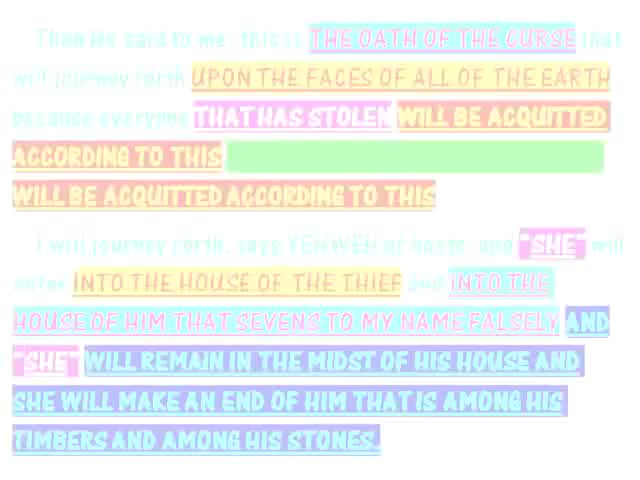 Then He said to me, this is THE OATH OF THE CURSE that
will journey forth UPON THE FACES OF ALL OF THE EARTH
because everyone THAT HAS STOLEN WILL BE ACQUITTED
ACCORDING TO THIS
WILL BE ACQUITTED ACCORDING TO THIS
I will journey forth, says YEHWEH of hosts, and "SHE" will
enter INTO THE HOUSE OF THE THIEF and INTO THE
HOUSE OF HIM THAT SEVENS TO MY NAME FALSELY AND
"SHE" WILL REMAIN IN THE MIDST OF HIS HOUSE AND
SHE WILL MAKE AN END OF HIM THAT IS AMONG HIS
TIMBERS AND AMONG HIS STONES.